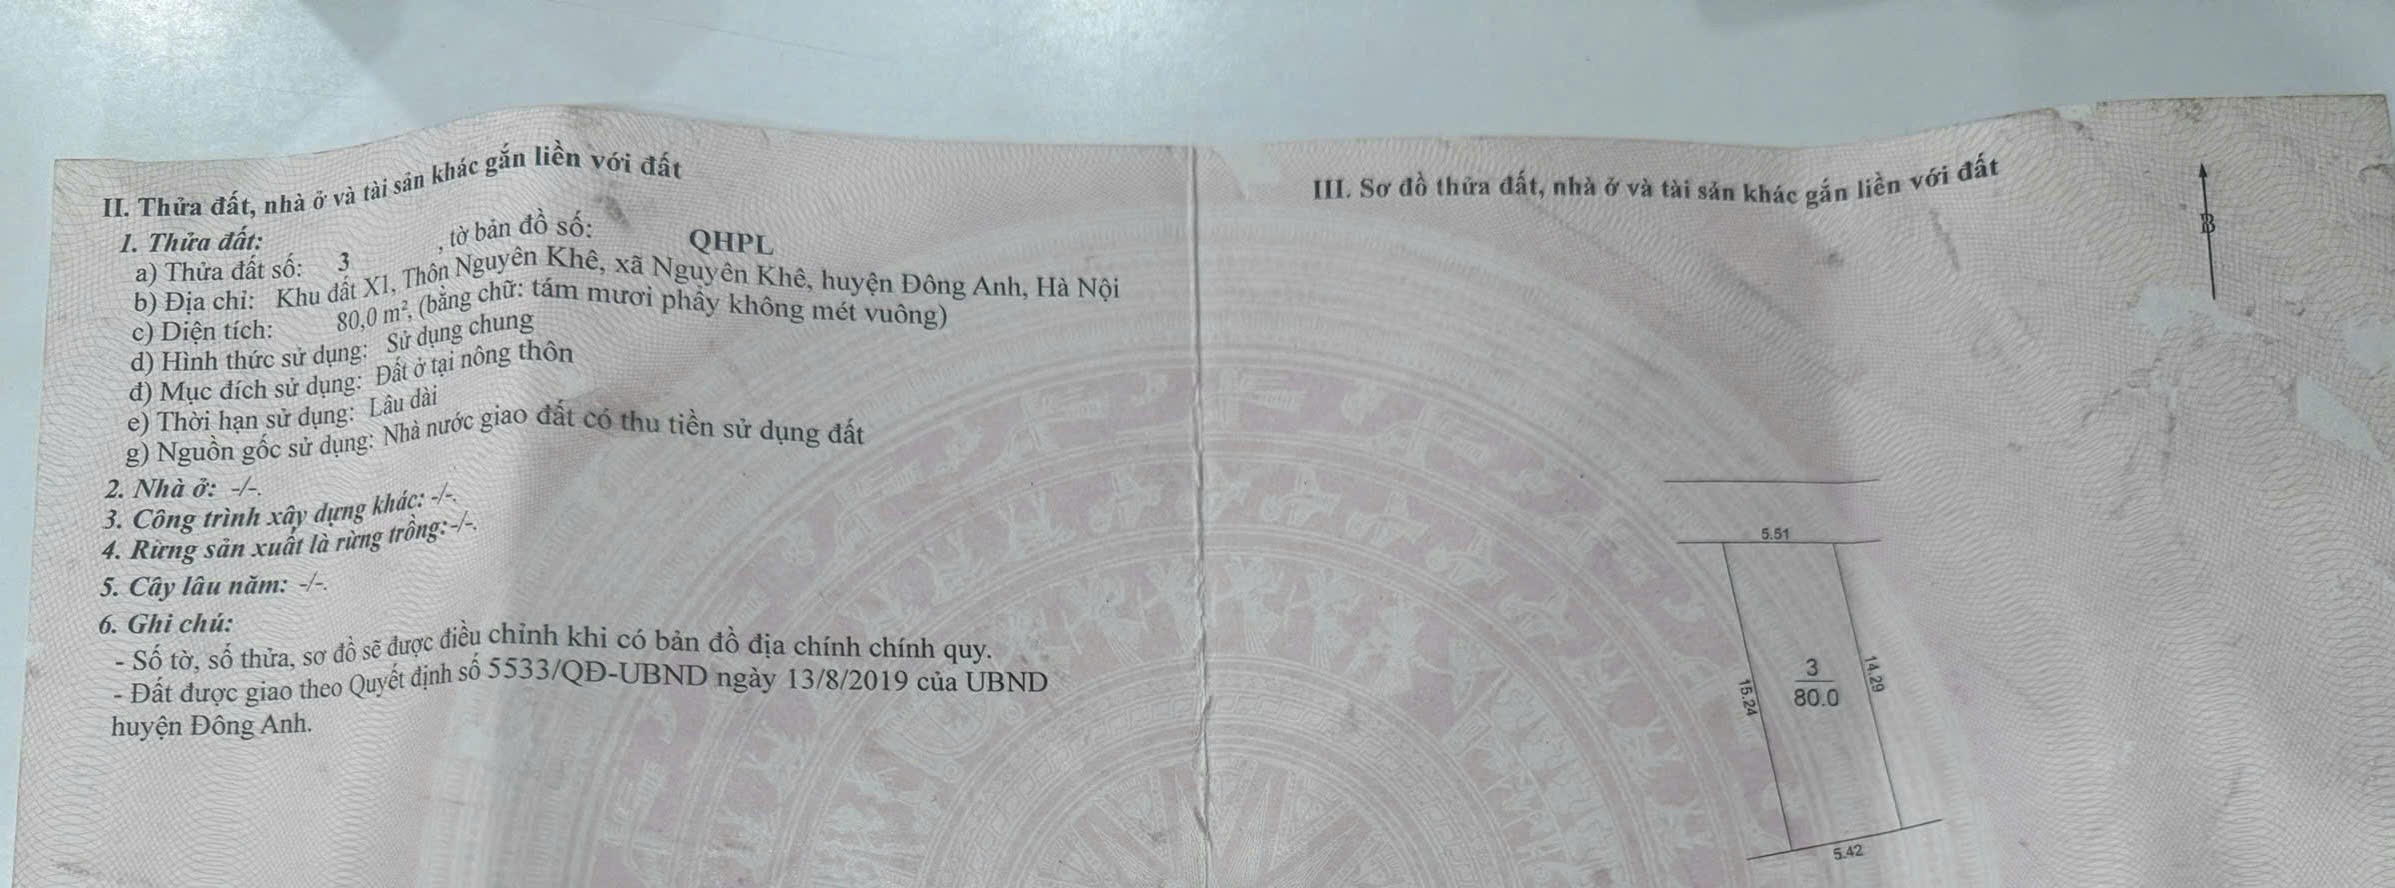 II. Thửa đất, nhà ở và tài sản khác gắn liền với đất
1. Thửa đất:
a) Thửa đất số: 3 , tờ bản đồ số: QHPL
b) Địa chỉ: Khu đất X1, Thôn Nguyên Khê, xã Nguyên Khê, huyện Đông Anh, Hà Nội
c) Diện tích: 80,0 m², (bằng chữ: tám mươi phẩy không mét vuông)
d) Hình thức sử dụng: Sử dụng chung
đ) Mục đích sử dụng: Đất ở tại nông thôn
e) Thời hạn sử dụng: Lâu dài
g) Nguồn gốc sử dụng: Nhà nước giao đất có thu tiền sử dụng đất
2. Nhà ở: -/-.
3. Công trình xây dựng khác: -/-.
4. Rừng sản xuất là rừng trồng:-/-.
5. Cây lâu năm: -/-.
6. Ghi chú:
- Số tờ, số thửa, sơ đồ sẽ được điều chỉnh khi có bản đồ địa chính chính quy.
- Đất được giao theo Quyết định số 5533/QĐ-UBND ngày 13/8/2019 của UBND
huyện Đông Anh.
III. Sơ đồ thửa đất, nhà ở và tài sản khác gắn liền với đất
B
5.51
15.24
3
80.0
14.29
5.42